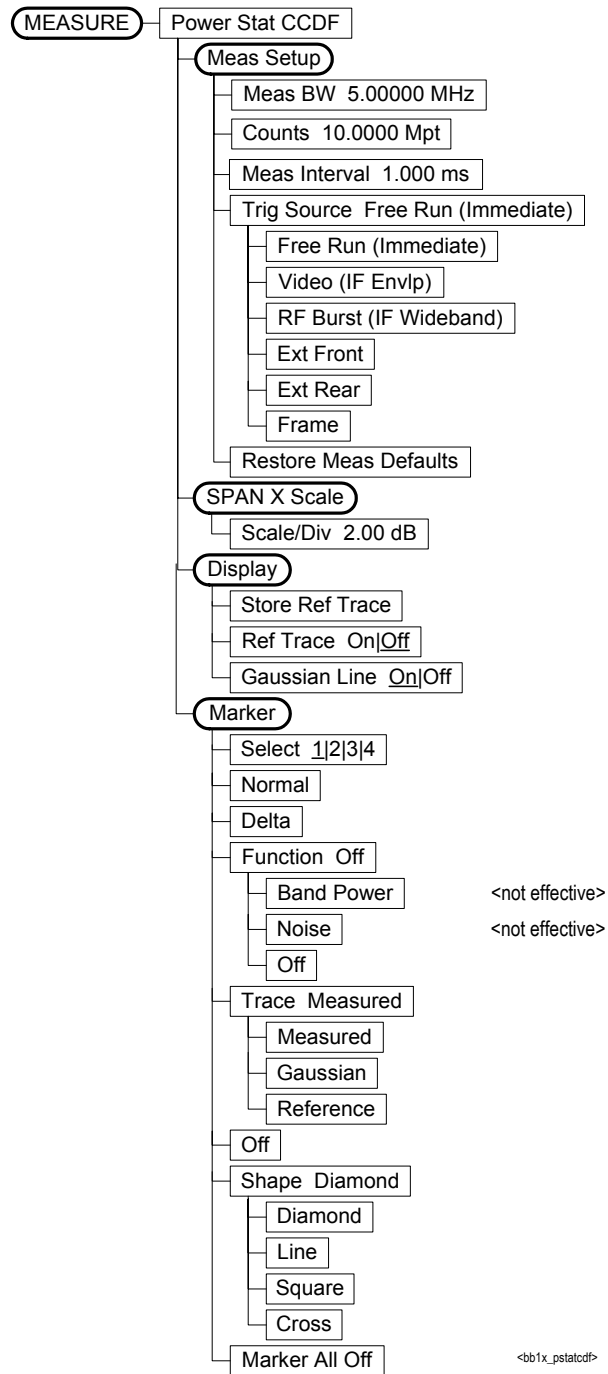 MEASURE Power Stat CCDF
Meas Setup
Meas BW 5.00000 MHz
Counts 10.0000 Mpt
Meas Interval 1.000 ms
Trig Source Free Run (Immediate)
Free Run (Immediate)
Video (IF Envlp)
RF Burst (IF Wideband)
Ext Front
Ext Rear
Frame
Restore Meas Defaults
SPAN X Scale
Scale/Div 2.00 dB
Display
Store Ref Trace
Ref Trace On|Off
Gaussian Line On|Off
Marker
Select 1|2|3|4
Normal
Delta
Function Off
Band Power <not effective>
Noise <not effective>
Off
Trace Measured
Measured
Gaussian
Reference
Off
Shape Diamond
Diamond
Line
Square
Cross
Marker All Off <bb1x_pstatcdf>